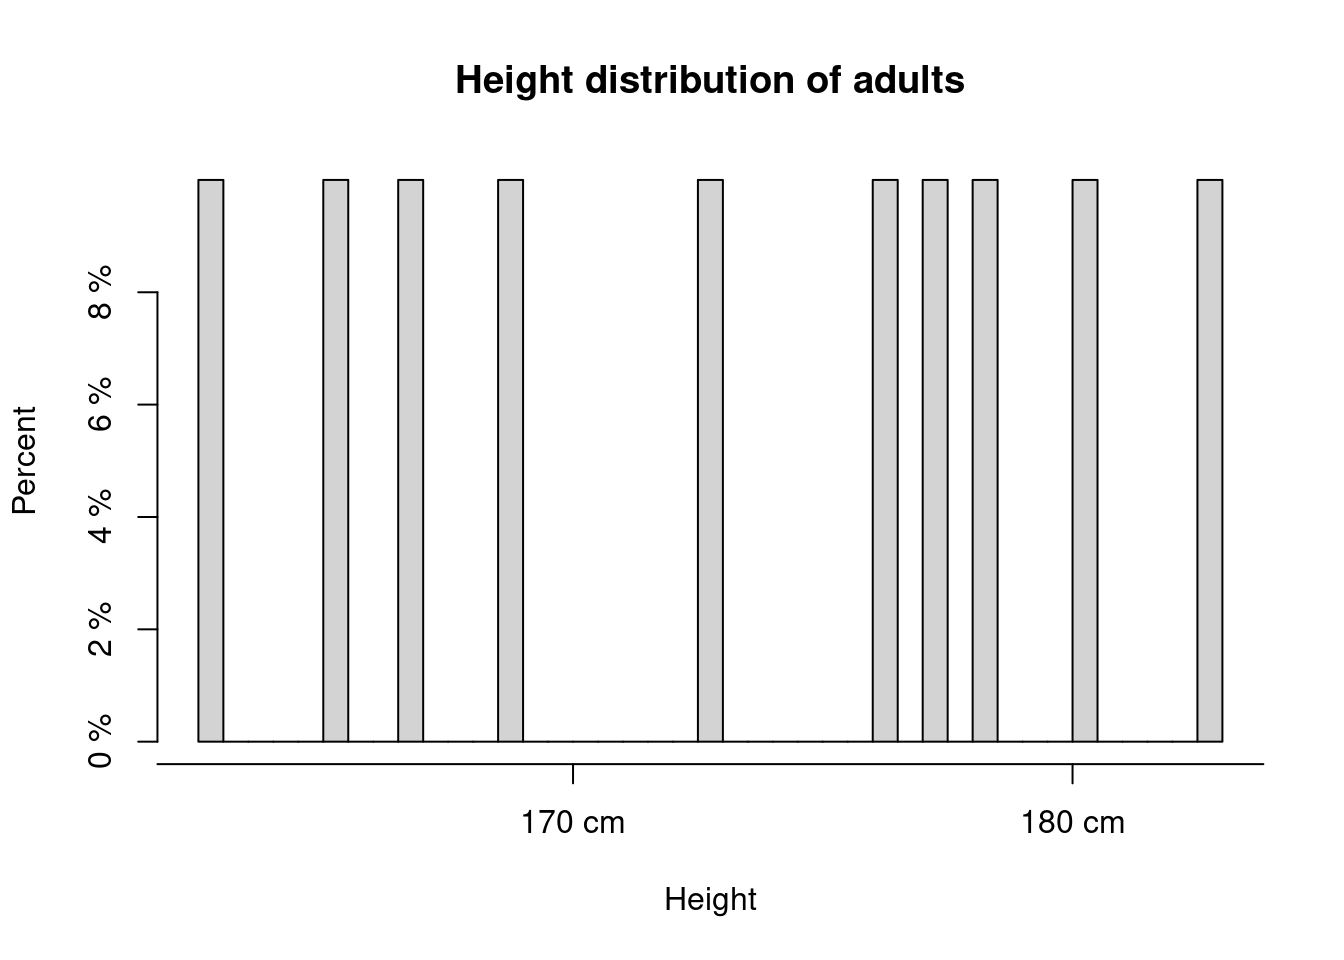 Height distribution of adults
Percent
8 %
6 %
4 %
2 %
0 %
170 cm
180 cm
Height